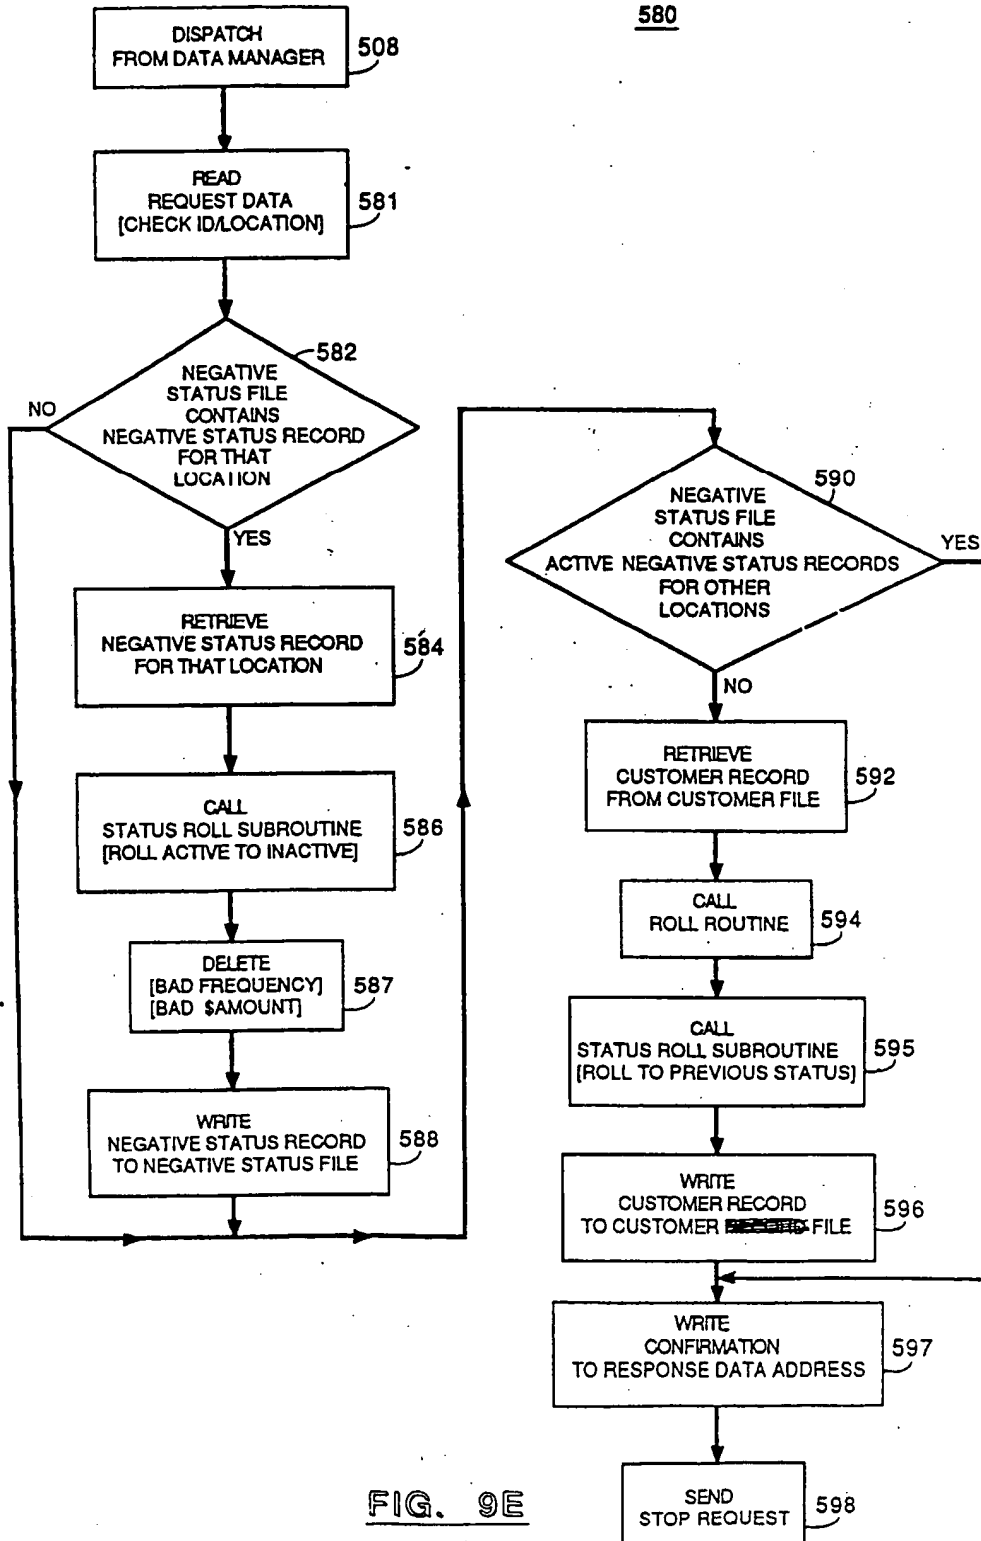 580
DISPATCH
FROM DATA MANAGER
508
READ
REQUEST DATA
[CHECK ID/LOCATION]
581
582
NEGATIVE
STATUS FILE
CONTAINS
NEGATIVE STATUS RECORD
FOR THAT
LOCATION
NO
YES
RETRIEVE
NEGATIVE STATUS RECORD
FOR THAT LOCATION
584
CALL
STATUS ROLL SUBROUTINE
[ROLL ACTIVE TO INACTIVE]
586
DELETE
[BAD FREQUENCY]
[BAD $AMOUNT]
587
WRITE
NEGATIVE STATUS RECORD
TO NEGATIVE STATUS FILE
588
590
NEGATIVE
STATUS FILE
CONTAINS
ACTIVE NEGATIVE STATUS RECORDS
FOR OTHER
LOCATIONS
YES
NO
RETRIEVE
CUSTOMER RECORD
FROM CUSTOMER FILE
592
CALL
ROLL ROUTINE
594
CALL
STATUS ROLL SUBROUTINE
[ROLL TO PREVIOUS STATUS]
595
WRITE
CUSTOMER RECORD
TO CUSTOMER FILE
596
WRITE
CONFIRMATION
TO RESPONSE DATA ADDRESS
597
SEND
STOP REQUEST
598
FIG. 9E